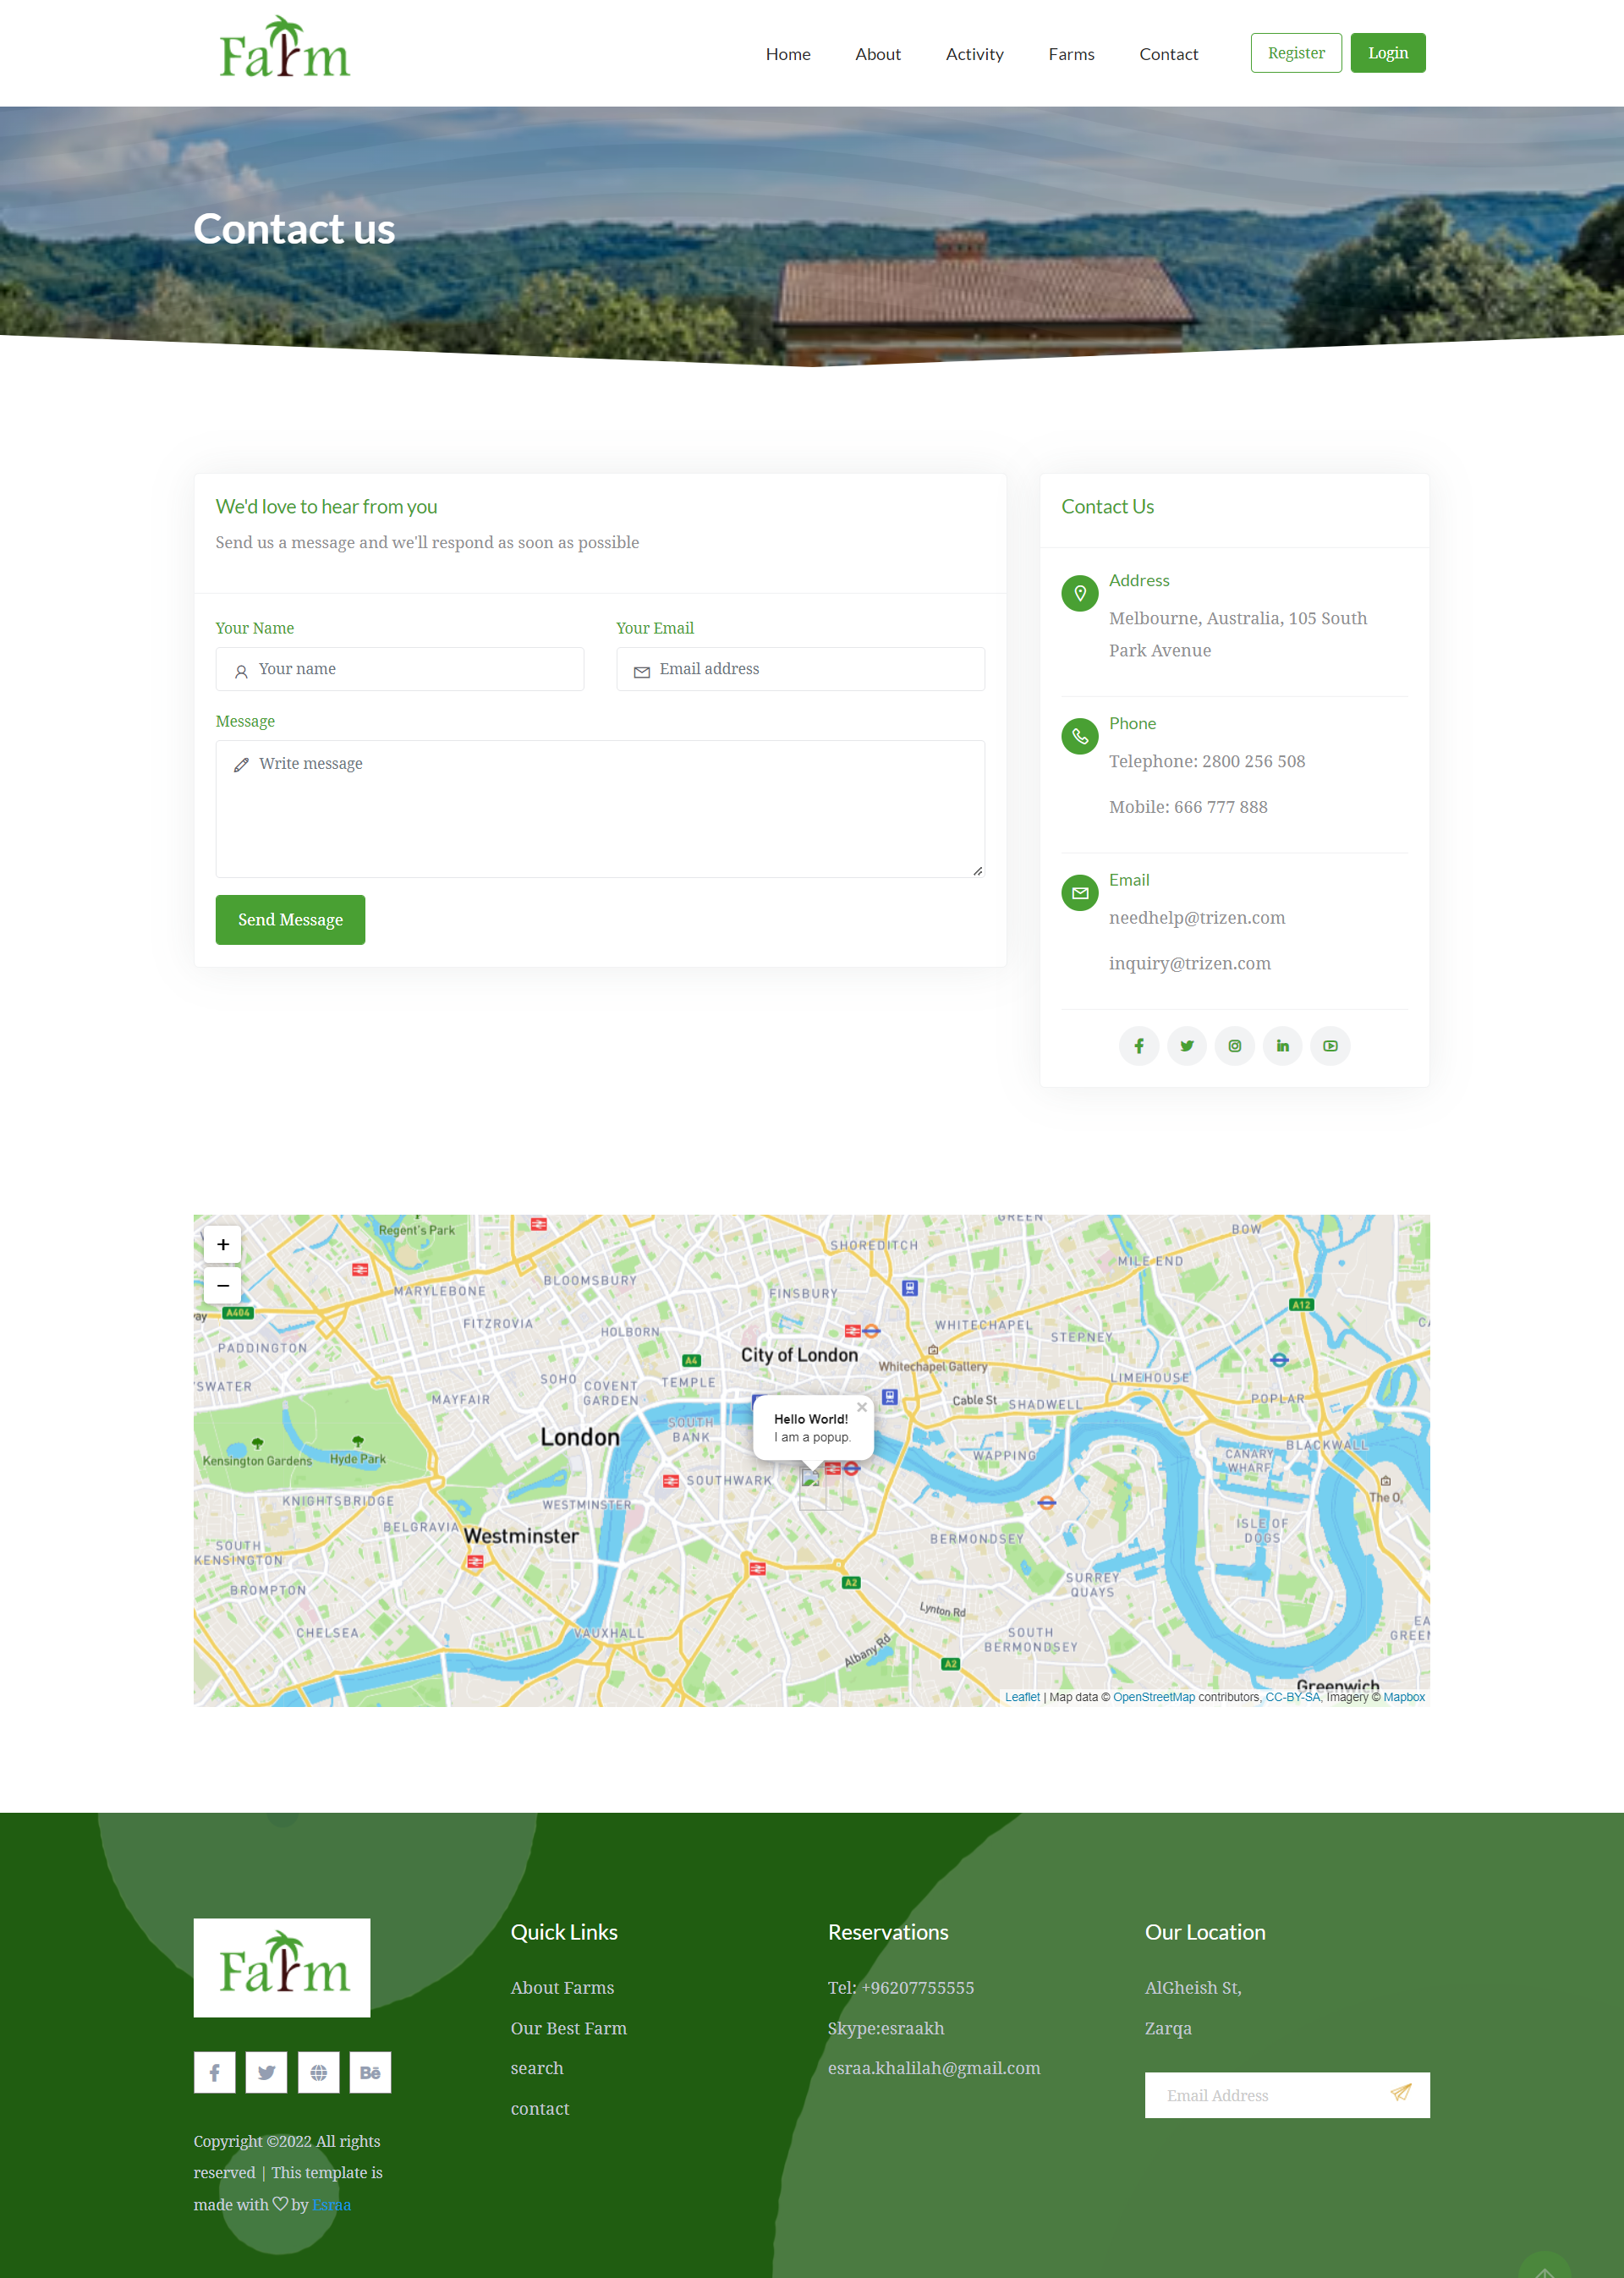 Farm
Home
About
Activity
Farms
Contact
Register
Login
Contact us
We'd love to hear from you
Send us a message and we'll respond as soon as possible
Your Name
Your Email
Your name
Email address
Message
Write message
Send Message
Contact Us
Address
Melbourne, Australia, 105 South
Park Avenue
Phone
Telephone: 2800 256 508
Mobile: 666 777 888
Email
needhelp@trizen.com
inquiry@trizen.com
+
−
Regent's Park
GREEN
BOW
SHOREDITCH
MILE END
BLOOMSBURY
MARYLEBONE
FINSBURY
A404
A12
FITZROVIA
HOLBORN
WHITECHAPEL
STEPNEY
PADDINGTON
A4
City of London
Whitechapel Gallery
SOHO
COVENT
GARDEN
TEMPLE
LIMEHOUSE
MAYFAIR
Cable St
SHADWELL
POPLAR
Hello World!
I am a popup.
SOUTH
BANK
London
BLACKWALL
Kensington Gardens
Hyde Park
WAPPING
CANARY
WHARF
SOUTHWARK
KNIGHTSBRIDGE
WESTMINSTER
The O,
BELGRAVIA
Westminster
BERMONDSEY
ISLE OF
DOGS
SOUTH
KENSINGTON
BROMPTON
A2
SURREY
QUAYS
Lynton Rd
CHELSEA
VAUXHALL
Albany Rd
SOUTH
BERMONDSEY
A2
Greenwich
Leaflet | Map data © OpenStreetMap contributors, CC-BY-SA, Imagery © Mapbox
Farm
Bē
Copyright ©2022 All rights
reserved | This template is
made with by Esraa
Quick Links
About Farms
Our Best Farm
search
contact
Reservations
Tel: +96207755555
Skype:esraakh
esraa.khalilah@gmail.com
Our Location
AlGheish St,
Zarqa
Email Address